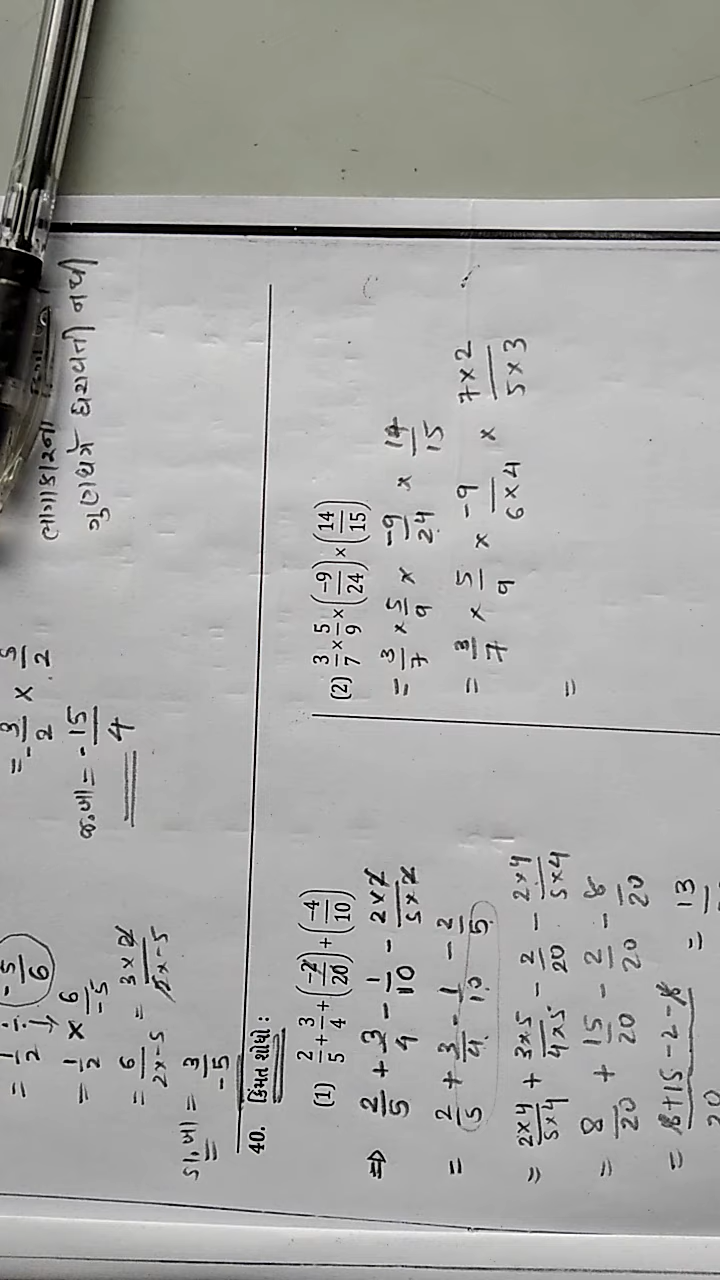 = 1/2 ÷ (-5/6)
= 1/2 × 6/-5
= 6/2×-5 = 3×2/2×-5
ડા.બા = 3/-5
= -3/2 × 5/2
જ.બા = -15/4
ભાગાકારના
ગુણધર્મ ધરાવતી નથી
40. કિંમત શોધો :
(1) 2/5 + 3/4 + (-2/20) + (-4/10)
⇒ 2/5 + 3/4 - 1/10 - 2×2/5×2
= 2/5 + 3/4 - 1/10 - 2/5
= 2×4/5×4 + 3×5/4×5 - 2/20 - 2×4/5×4
= 8/20 + 15/20 - 2/20 - 8/20
= 8+15-2-8/20 = 13
(2) 3/7 × 5/9 × (-9/24) × (14/15)
= 3/7 × 5/9 × -9/24 × 14/15
= 3/7 × 5/9 × -9/6×4 × 7×2/5×3
=